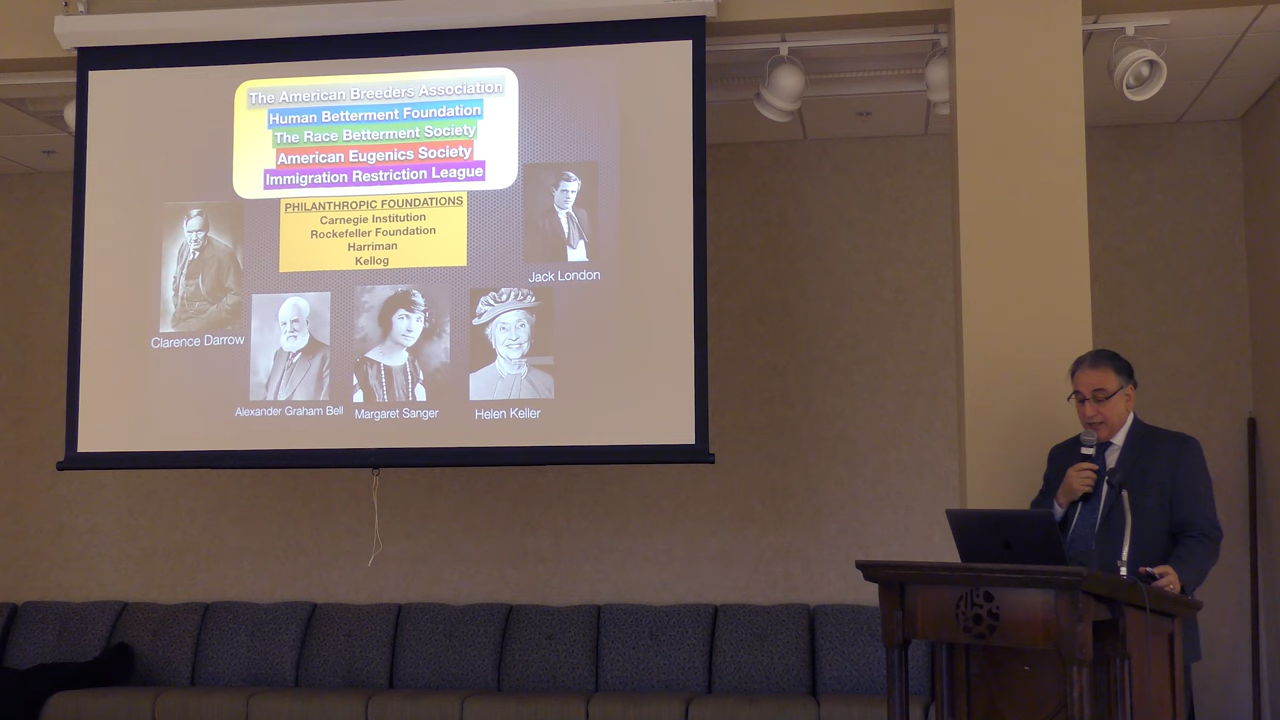 The American Breeders Association
Human Betterment Foundation
The Race Betterment Society
American Eugenics Society
Immigration Restriction League
PHILANTHROPIC FOUNDATIONS
Carnegie Institution
Rockefeller Foundation
Harriman
Kellog
Jack London
Clarence Darrow
Alexander Graham Bell
Margaret Sanger
Helen Keller